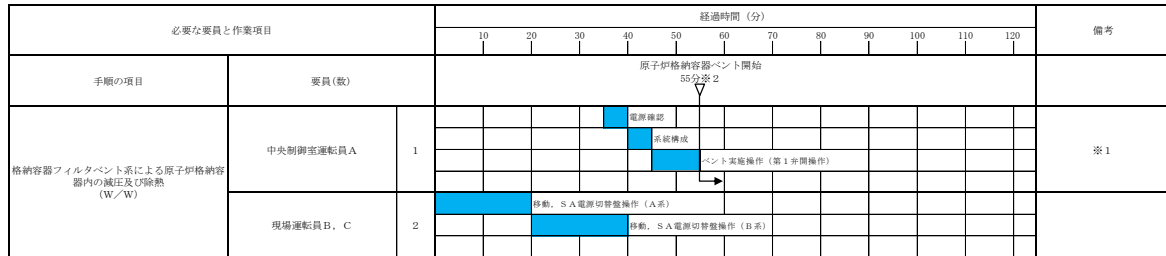 必要な要員と作業項目
経過時間（分）
備考
10 20 30 40 50 60 70 80 90 100 110 120
手順の項目
要員(数)
原子炉格納容器ベント開始
55分※２
格納容器フィルタベント系による原子炉格納容
器内の減圧及び除熱
（Ｗ／Ｗ）
中央制御室運転員Ａ
1
電源確認
系統構成
ベント実施操作（第１弁開操作）
※１
現場運転員Ｂ，Ｃ
2
移動，ＳＡ電源切替盤操作（Ａ系）
移動，ＳＡ電源切替盤操作（Ｂ系）